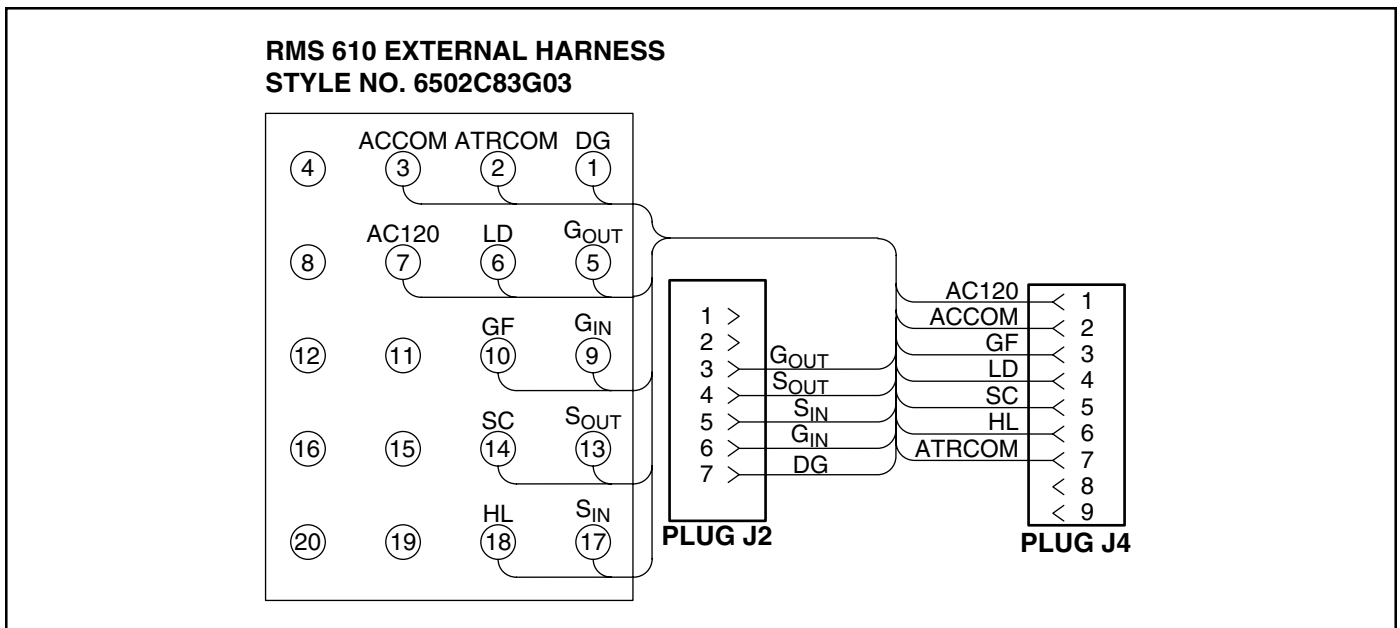 RMS 610 EXTERNAL HARNESS
STYLE NO. 6502C83G03
ACCOM ATRCOM DG
4 3 2 1
AC120 LD GOUT
8 7 6 5
GF GIN
12 11 10 9
SC SOUT
16 15 14 13
HL SIN
20 19 18 17
1
2
3 GOUT
4 SOUT
5 SIN
6 GIN
7 DG
PLUG J2
AC120 1
ACCOM 2
GF 3
LD 4
SC 5
HL 6
ATRCOM 7
8
9
PLUG J4